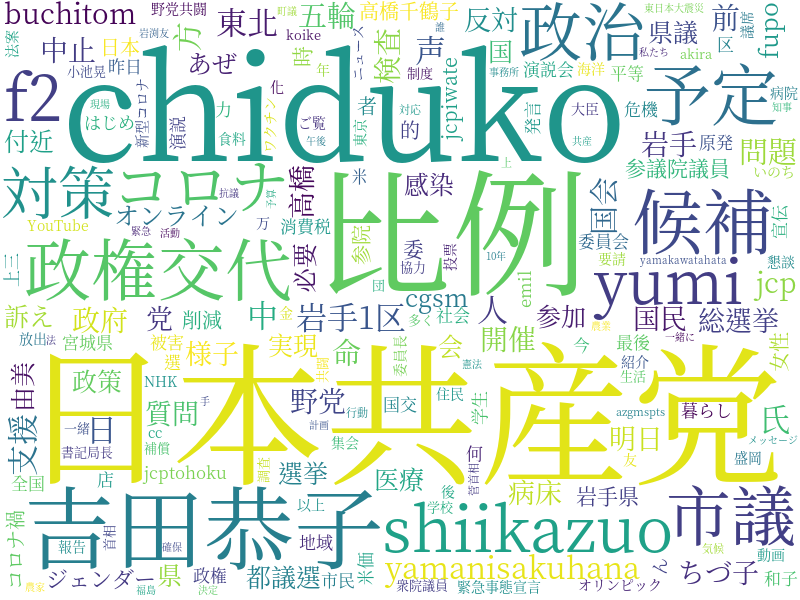 buchitom
野党共闘
岩渕友
koike
ニュース
五輪
高橋千鶴子
反対
町議
誰
国
政治
東日本大震災
私たち
県議
議席
前
区
fupo
法案
中止
日本
昨日
東北
方
時
検査
声
akira
小池晃
あぜ
年
制度
事務所
演説会
海洋
平等
f2
chiduko
jcpiwate
予定
病院
知事
現場
新型コロナ
化
力
ワクチン
ご覧
者
的
発言
大臣
危機
付近
はじめ
演説
食料
東京
午後
対応
共産
岩手
原発
問題
対策
コロナ
抗議
高橋
米
感染
上
参議院議員
いのち
オンライン
予算
比例
国会
候補
宣伝
YouTube
緊急
活動
万
消費税
参院
委
協力
投票
10年
委員会
要請
yamakawatahata
懇談
上三
政権交代
必要
団
emil
yumi
jcp
訴え
政府
党
削減
中
岩手1区
cgsm
社会
人
参加
国民
総選挙
放出
法
宮城県
被害
選
様子
金
実現
命
多く
委員長
会
開催
憲法
農業
今
最後
紹介
一緒に
女性
支援
由美
政策
NHK
質問
手
野党
共闘
行動
国交
住民
学生
生活
azgmspts
暮らし
氏
メッセージ
日本共産党
一緒
日
cc
補償
計画
集会
何
明日
盛岡
書記局長
jcptohoku
調査
選挙
医療
病床
友
岩手県
全国
店
吉田恭子
以上
後
学校
菅首相
shiikazuo
市議
コロナ禍
報告
首相
確保
地域
米価
yamanisakuhana
ん
気候
動画
農家
ジェンダー
福島
県
政権
決定
都議選
市民
衆院議員
緊急事態宣言
オリンピック
ちづ子
和子